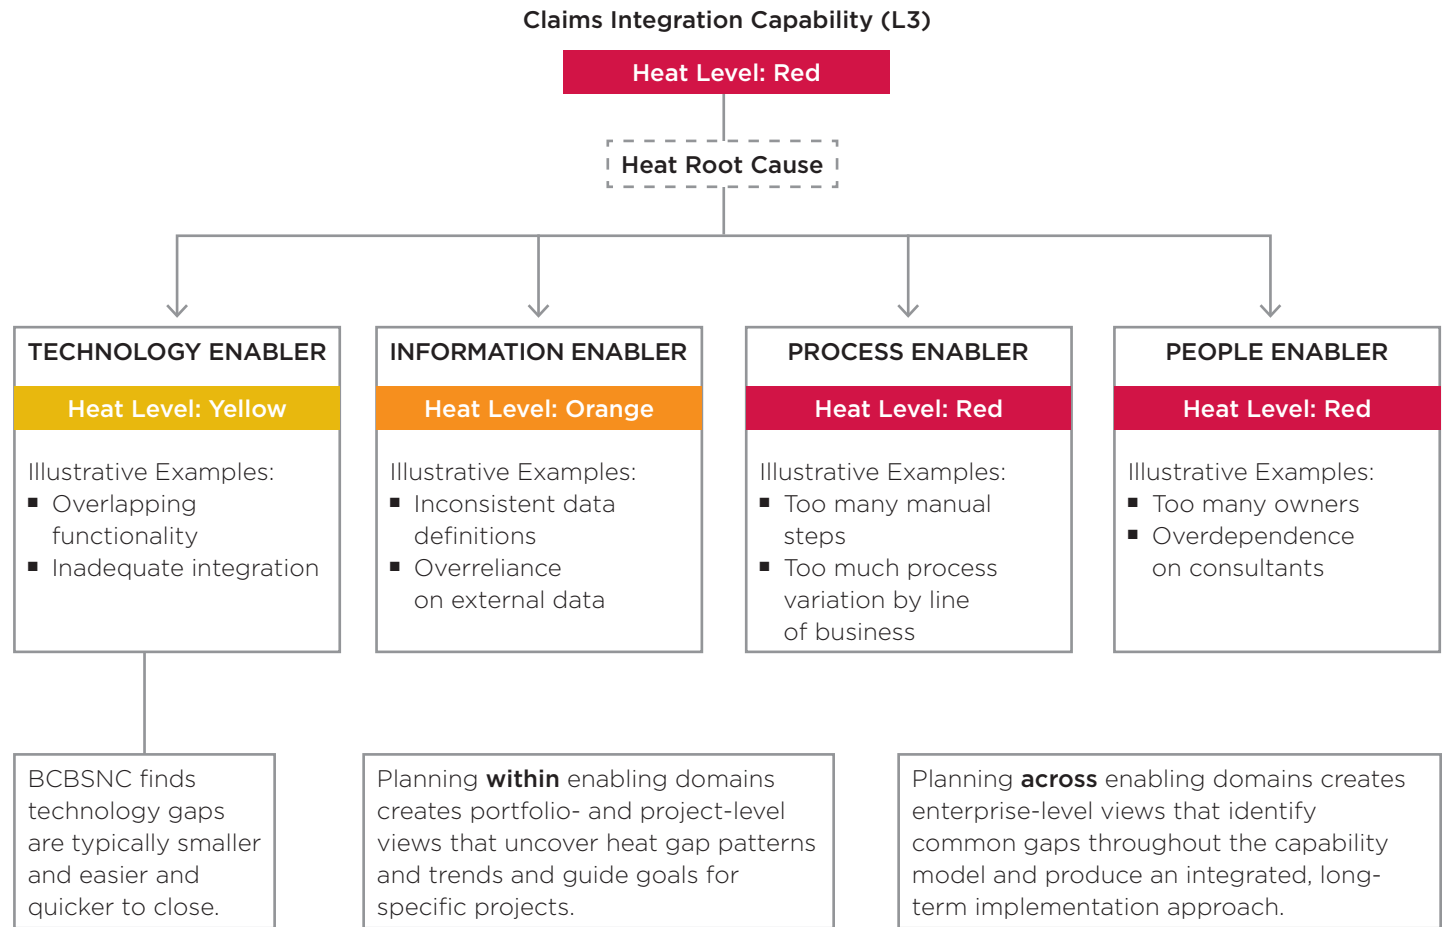 Claims Integration Capability (L3)
Heat Level: Red
Heat Root Cause
TECHNOLOGY ENABLER
Heat Level: Yellow
Illustrative Examples:
■ Overlapping
functionality
■ Inadequate integration
INFORMATION ENABLER
Heat Level: Orange
Illustrative Examples:
■ Inconsistent data
definitions
■ Overreliance
on external data
PROCESS ENABLER
Heat Level: Red
Illustrative Examples:
■ Too many manual
steps
■ Too much process
variation by line
of business
PEOPLE ENABLER
Heat Level: Red
Illustrative Examples:
■ Too many owners
■ Overdependence
on consultants
BCBSNC finds
technology gaps
are typically smaller
and easier and
quicker to close.
Planning within enabling domains
creates portfolio- and project-level
views that uncover heat gap patterns
and trends and guide goals for
specific projects.
Planning across enabling domains creates
enterprise-level views that identify
common gaps throughout the capability
model and produce an integrated, long-
term implementation approach.